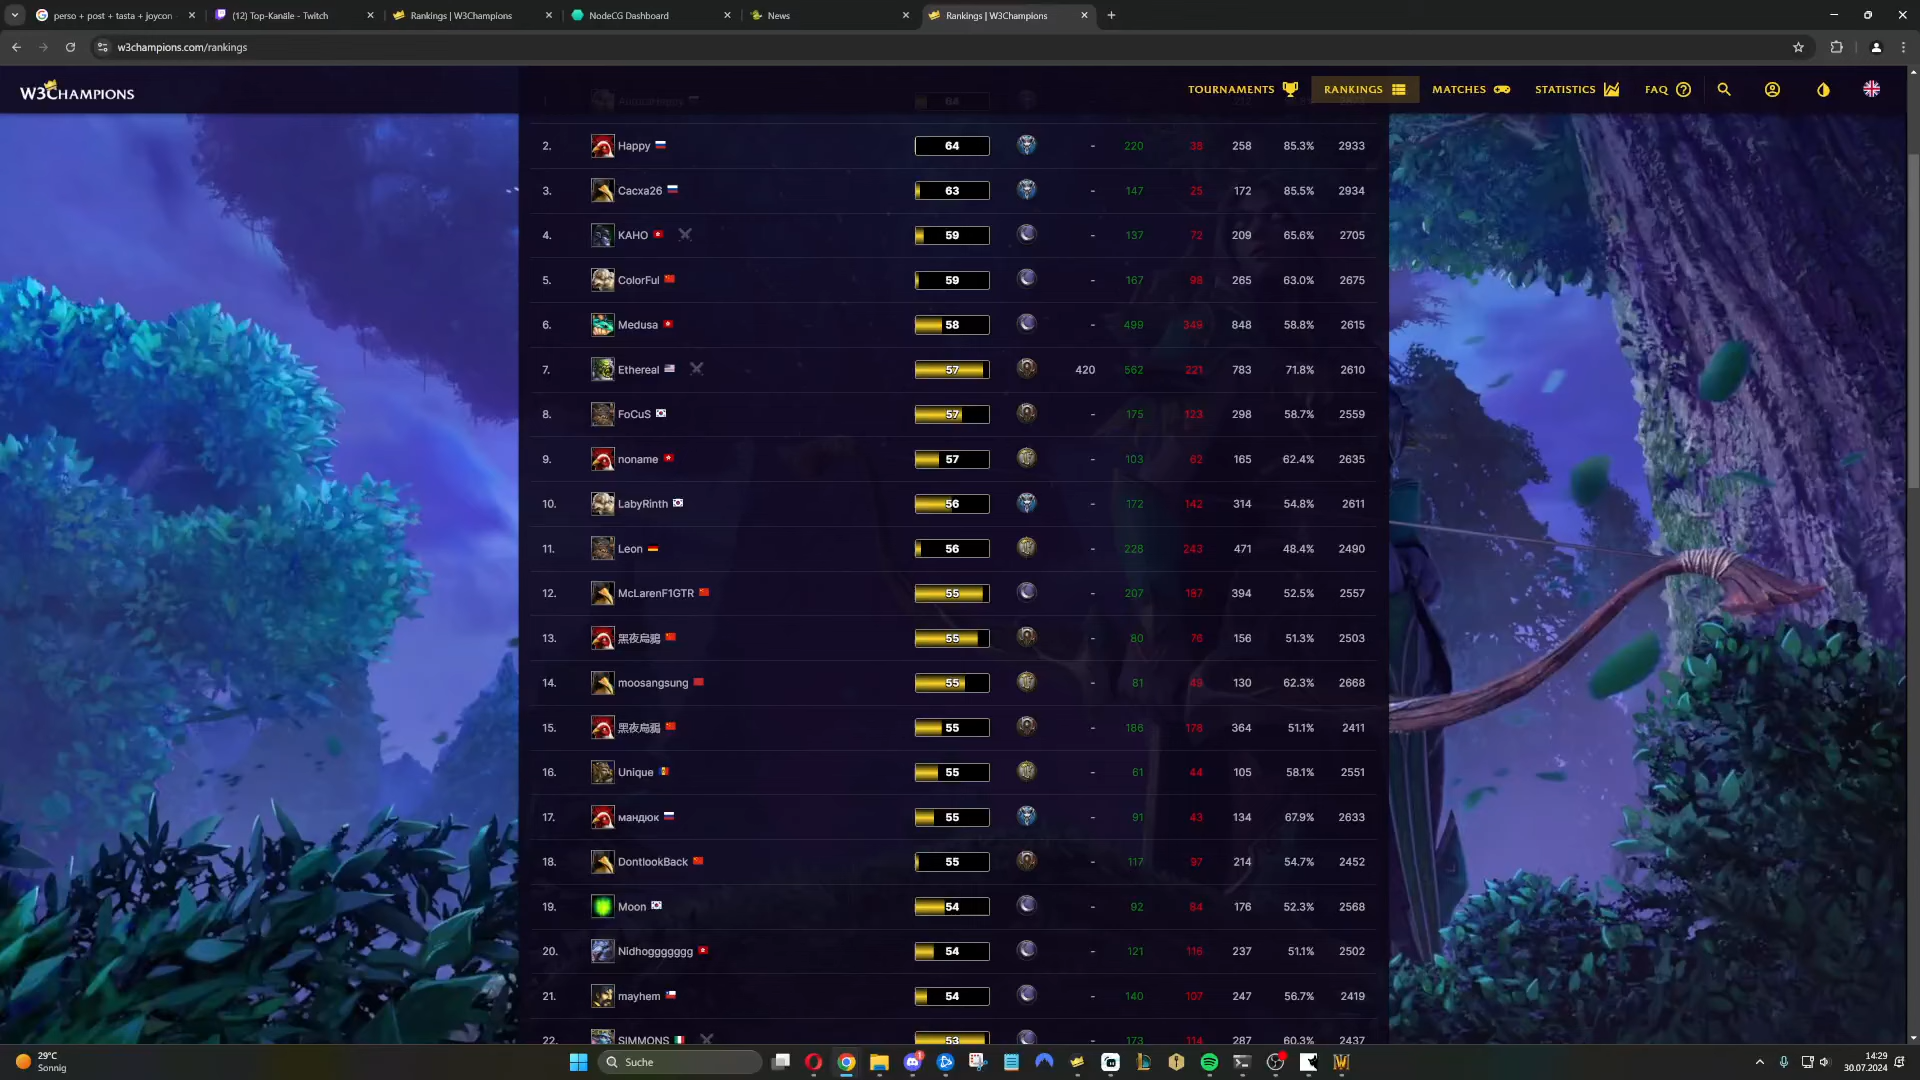 perso + post + tasta + joycon
(12) Top-Kanäle - Twitch
Rankings | W3Champions
NodeCG Dashboard
News
Rankings | W3Champions
w3champions.com/rankings
W3CHAMPIONS
TOURNAMENTS
RANKINGS
MATCHES
STATISTICS
FAQ
2. Happy 64 - 220 38 258 85.3% 2933
3. Cacxa26 63 - 147 25 172 85.5% 2934
4. KAHO 59 - 137 72 209 65.6% 2705
5. ColorFul 59 - 167 98 265 63.0% 2675
6. Medusa 58 - 499 349 848 58.8% 2615
7. Ethereal 57 420 562 221 783 71.8% 2610
8. FoCuS 57 - 175 123 298 58.7% 2559
9. noname 57 - 103 62 165 62.4% 2635
10. LabyRinth 56 - 172 142 314 54.8% 2611
11. Leon 56 - 228 243 471 48.4% 2490
12. McLarenF1GTR 55 - 207 187 394 52.5% 2557
13. 黑夜烏鴉 55 - 80 76 156 51.3% 2503
14. moosangsung 55 - 81 49 130 62.3% 2668
15. 55 - 186 178 364 51.1% 2411
16. Unique 55 - 61 44 105 58.1% 2551
17. мандюк 55 - 91 43 134 67.9% 2633
18. DontlookBack 55 - 117 97 214 54.7% 2452
19. Moon 54 - 92 84 176 52.3% 2568
20. Nidhoggggggg 54 - 121 116 237 51.1% 2502
21. mayhem 54 - 140 107 247 56.7% 2419
22. SIMMONS 53 - 173 114 287 60.3% 2437
29°C
Sonnig
Suche
14:29
30.07.2024